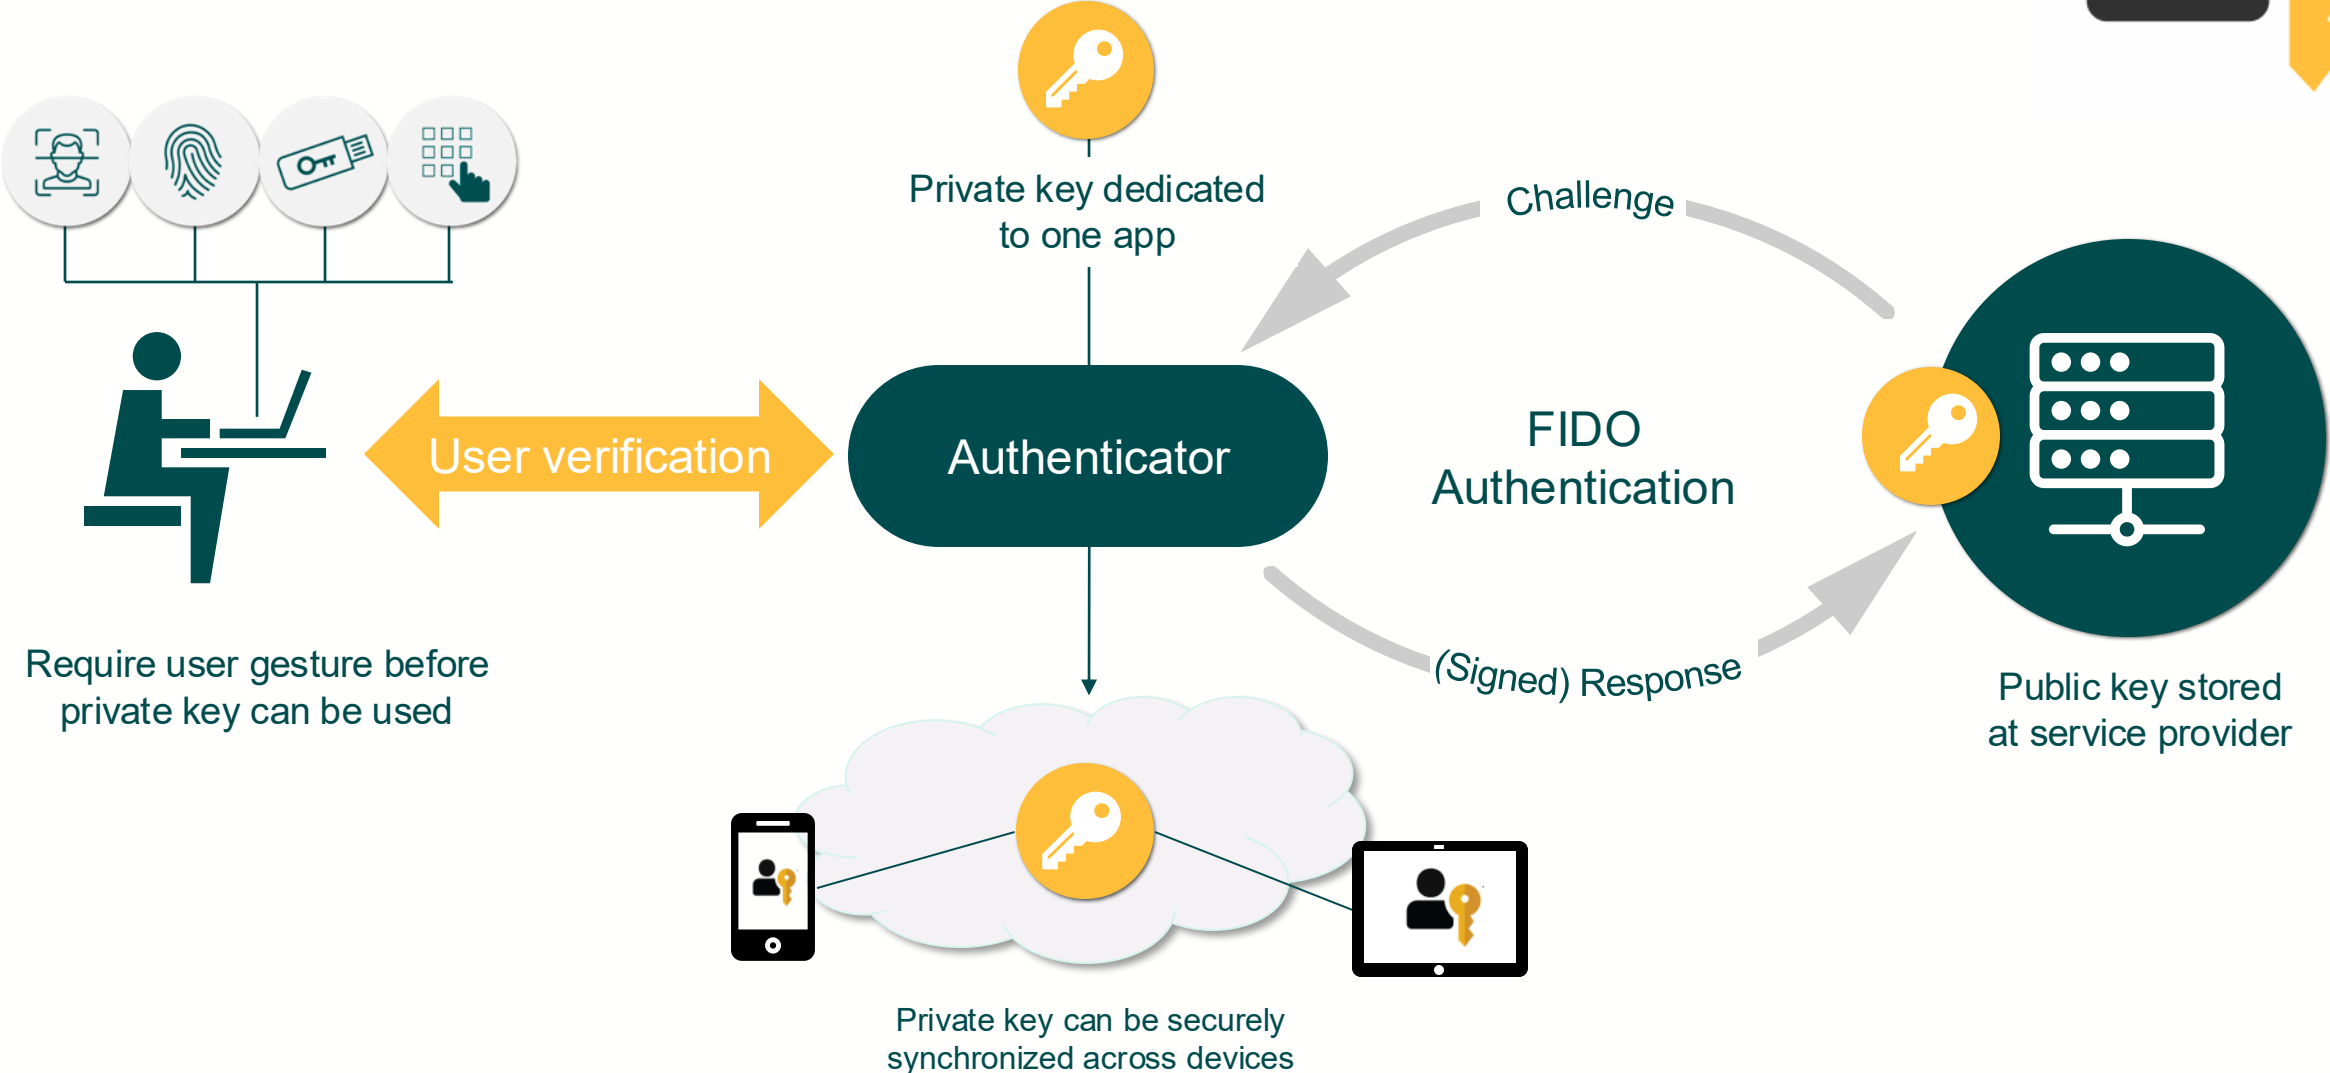 Private key dedicated
to one app
Challenge
User verification
Authenticator
FIDO
Authentication
(Signed) Response
Require user gesture before
private key can be used
Public key stored
at service provider
Private key can be securely
synchronized across devices